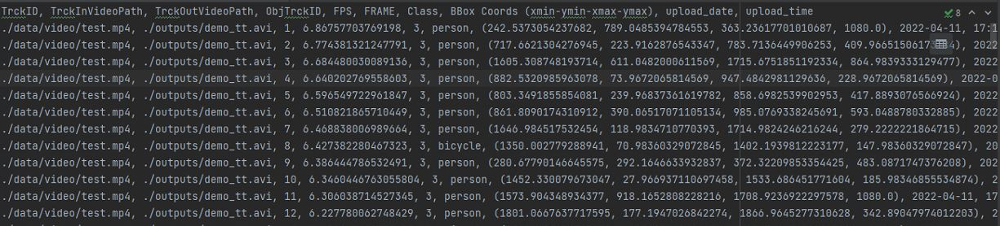 TrckID, TrckInVideoPath, TrckOutVideoPath, ObjTrckID, FPS, FRAME, Class, BBox Coords (xmin-ymin-xmax-ymax), upload_date, upload_time 8
./data/video/test.mp4, ./outputs/demo_tt.avi, 1, 6.86757703769198, 3, person, (242.5373054237682, 789.0485394784553, 363.23617701010687, 1080.0), 2022-04-11, 17:1
./data/video/test.mp4, ./outputs/demo_tt.avi, 2, 6.774381321247791, 3, person, (717.6621304276945, 223.9162876543347, 783.7136449906253, 409.9665150617 4), 202
./data/video/test.mp4, ./outputs/demo_tt.avi, 3, 6.684480030089136, 3, person, (1605.308748193714, 611.0482000611569, 1715.6751851192334, 864.9839333129477), 2022
./data/video/test.mp4, ./outputs/demo_tt.avi, 4, 6.640202769558603, 3, person, (882.5320985963078, 73.9672065814569, 947.4842981129636, 228.9672065814569), 2022-0
./data/video/test.mp4, ./outputs/demo_tt.avi, 5, 6.596549722961847, 3, person, (803.3491855854081, 239.96837361619782, 858.6982539902953, 417.8893076566924), 2022
./data/video/test.mp4, ./outputs/demo_tt.avi, 6, 6.510821865710449, 3, person, (861.8090174310912, 390.06517071105134, 985.0769338245691, 593.0488780332885), 2022
./data/video/test.mp4, ./outputs/demo_tt.avi, 7, 6.468838006989664, 3, person, (1646.984517532454, 118.9834710770393, 1714.9824246216244, 279.2222221864715), 2022
./data/video/test.mp4, ./outputs/demo_tt.avi, 8, 6.427382280467323, 3, bicycle, (1350.002779288941, 70.98360329072845, 1402.1939812223177, 147.98360329072847), 20
./data/video/test.mp4, ./outputs/demo_tt.avi, 9, 6.386444786532491, 3, person, (280.67790146645575, 292.1646633932837, 372.32209853354425, 483.0871747376208), 202
./data/video/test.mp4, ./outputs/demo_tt.avi, 10, 6.3460446763055804, 3, person, (1452.330079673047, 27.966937110697458, 1533.686451771604, 185.98346855534874), 2
./data/video/test.mp4, ./outputs/demo_tt.avi, 11, 6.306038714527345, 3, person, (1573.904348934377, 918.1652808228216, 1708.9236922297578, 1080.0), 2022-04-11, 17
./data/video/test.mp4, ./outputs/demo_tt.avi, 12, 6.227780062748429, 3, person, (1801.0667637717595, 177.1947026842274, 1866.9645277310628, 342.89047974012203), 2